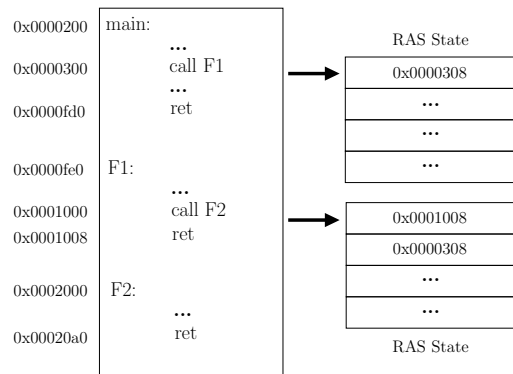 0x0000200 main:
...
0x0000300 call F1
...
0x0000fd0 ret
0x0000fe0 F1:
...
0x0001000 call F2
0x0001008 ret
0x0002000 F2:
...
0x00020a0 ret
RAS State
0x0000308
...
...
...
0x0001008
0x0000308
...
...
RAS State